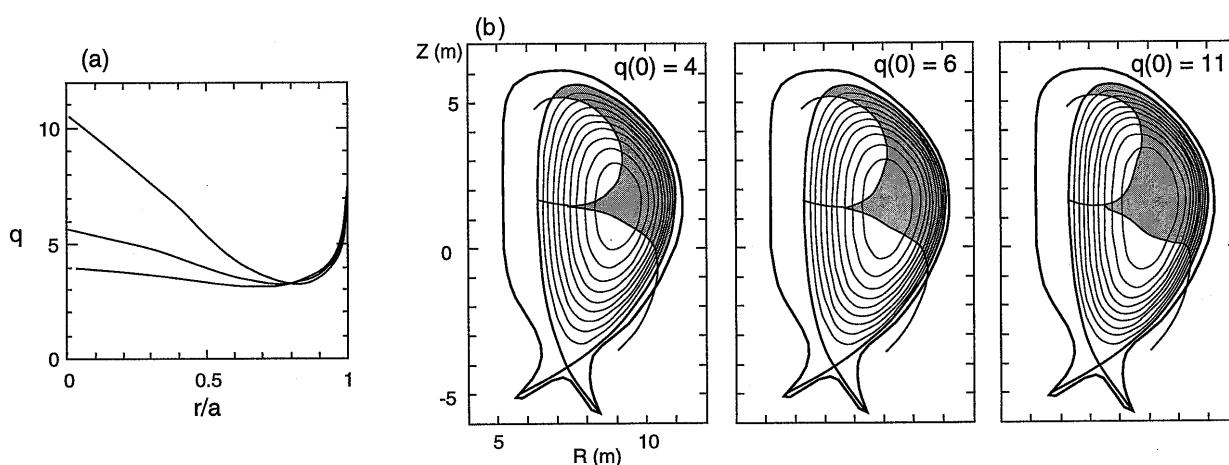 (a)
10
q
5
0
0
0.5
1
r/a
(b)
Z (m)
5
0
-5
5
10
R (m)
q(0) = 4
q(0) = 6
q(0) = 11